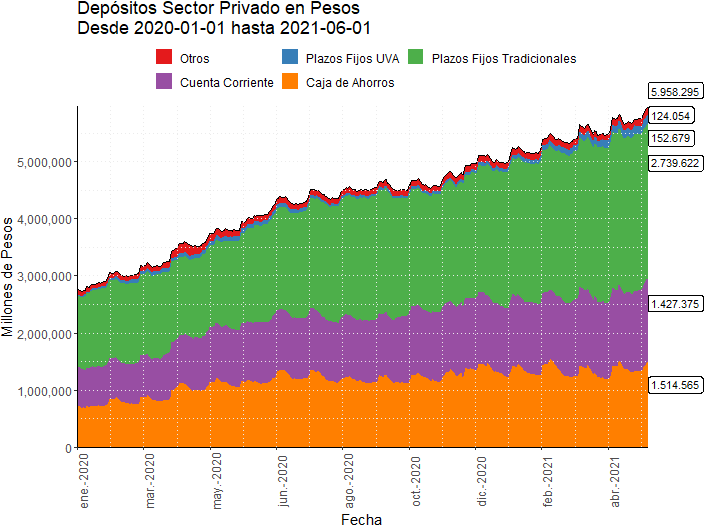 Depósitos Sector Privado en Pesos
Desde 2020-01-01 hasta 2021-06-01
Otros
Plazos Fijos UVA
Plazos Fijos Tradicionales
Cuenta Corriente
Caja de Ahorros
5.958.295
124.054
152.679
2.739.622
1.427.375
1.514.565
Millones de Pesos
5,000,000
4,000,000
3,000,000
2,000,000
1,000,000
0
ene.-2020
mar.-2020
may.-2020
jun.-2020
ago.-2020
oct.-2020
dic.-2020
feb.-2021
abr.-2021
Fecha